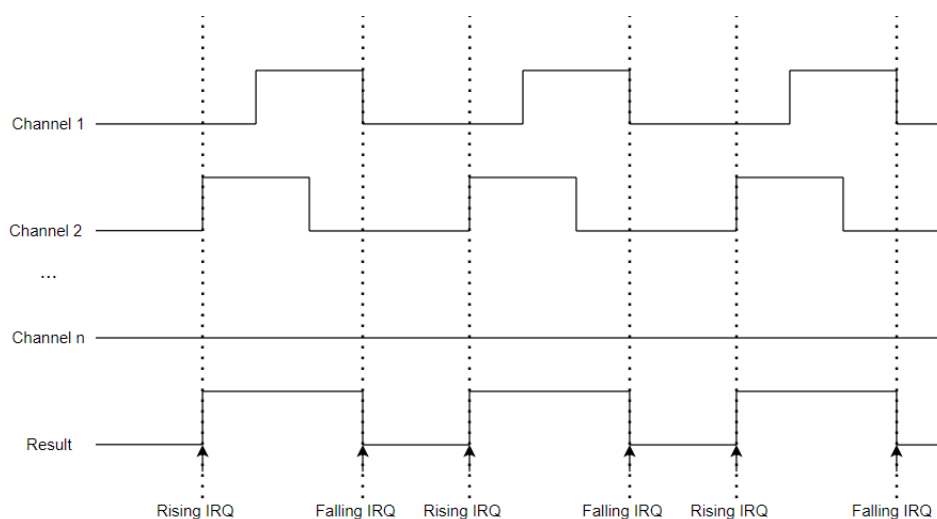 Channel 1
Channel 2
...
Channel n
Result
Rising IRQ Falling IRQ Rising IRQ Falling IRQ Rising IRQ Falling IRQ